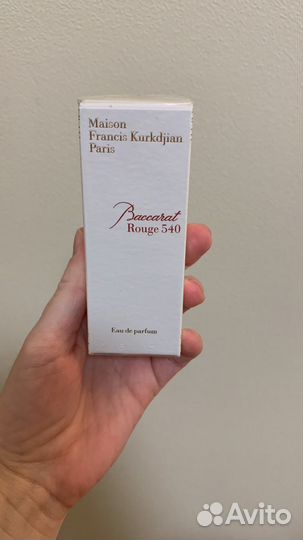 Maison
Francis Kurkdjian
Paris
Baccarat
Rouge 540
Eau de parfum
Avito